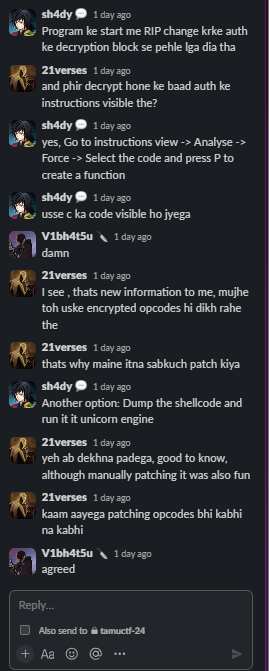 sh4dy 💬 1 day ago
Program ke start me RIP change krke auth
ke decryption block se pehle lga dia tha
21verses 1 day ago
and phir decrypt hone ke baad auth ke
instructions visible the?
sh4dy 💬 1 day ago
yes, Go to instructions view -> Analyse ->
Force -> Select the code and press P to
create a function
sh4dy 💬 1 day ago
usse c ka code visible ho jyega
V1bh4t5u 🔪 1 day ago
damn
21verses 1 day ago
I see , thats new information to me, mujhe
toh uske encrypted opcodes hi dikh rahe
the
21verses 1 day ago
thats why maine itna sabkuch patch kiya
sh4dy 💬 1 day ago
Another option: Dump the shellcode and
run it it unicorn engine
21verses 1 day ago
yeh ab dekhna padega, good to know,
although manually patching it was also fun
21verses 1 day ago
kaam aayega patching opcodes bhi kabhi
na kabhi
V1bh4t5u 🔪 1 day ago
agreed
Reply...
Also send to 🔒 tamuctf-24
+ Aa ☺ @ ...